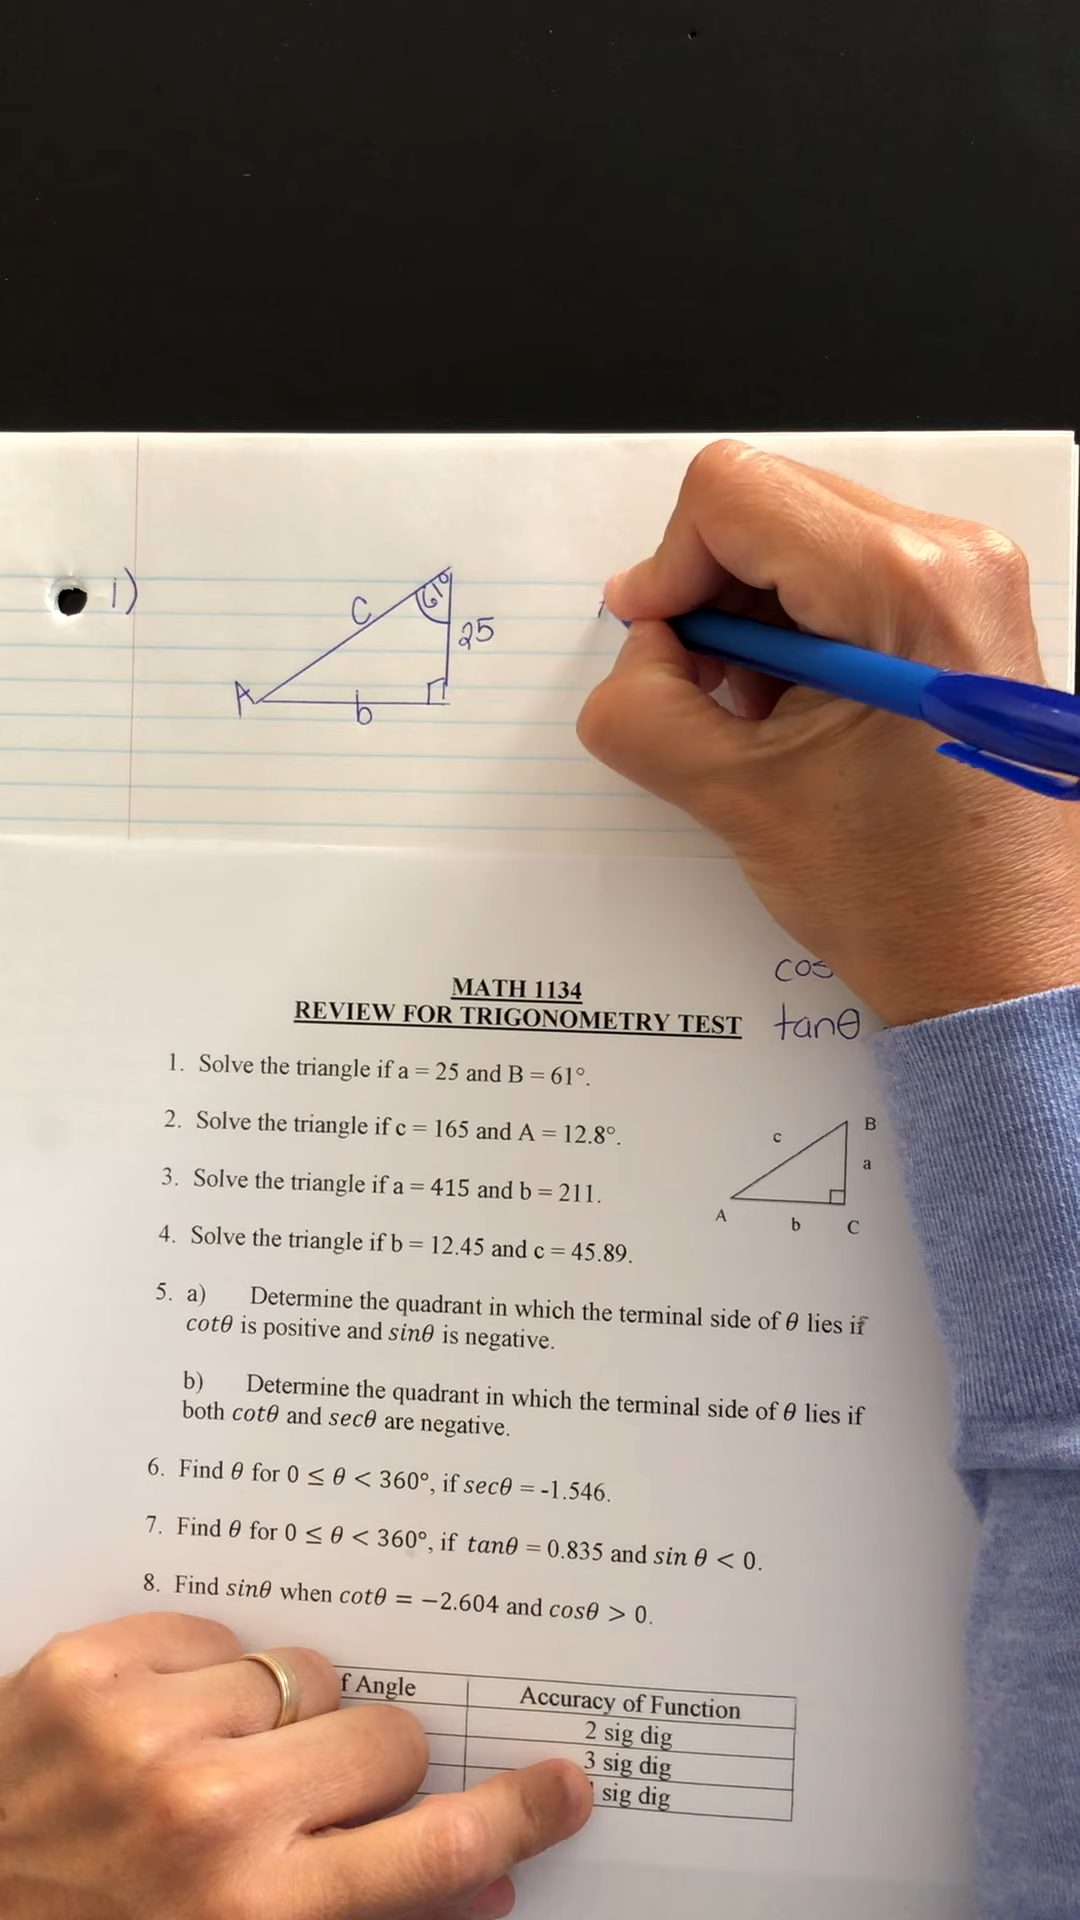 1)
C
61°
25
A
b
cos
MATH 1134
REVIEW FOR TRIGONOMETRY TEST
tanθ
1. Solve the triangle if a = 25 and B = 61°.
2. Solve the triangle if c = 165 and A = 12.8°.
3. Solve the triangle if a = 415 and b = 211.
4. Solve the triangle if b = 12.45 and c = 45.89.
B
c
a
A
b
C
5. a) Determine the quadrant in which the terminal side of θ lies if
cotθ is positive and sinθ is negative.
b) Determine the quadrant in which the terminal side of θ lies if
both cotθ and secθ are negative.
6. Find θ for 0 ≤ θ < 360°, if secθ = -1.546.
7. Find θ for 0 ≤ θ < 360°, if tanθ = 0.835 and sin θ < 0.
8. Find sinθ when cotθ = −2.604 and cosθ > 0.
f Angle Accuracy of Function
2 sig dig
3 sig dig
sig dig